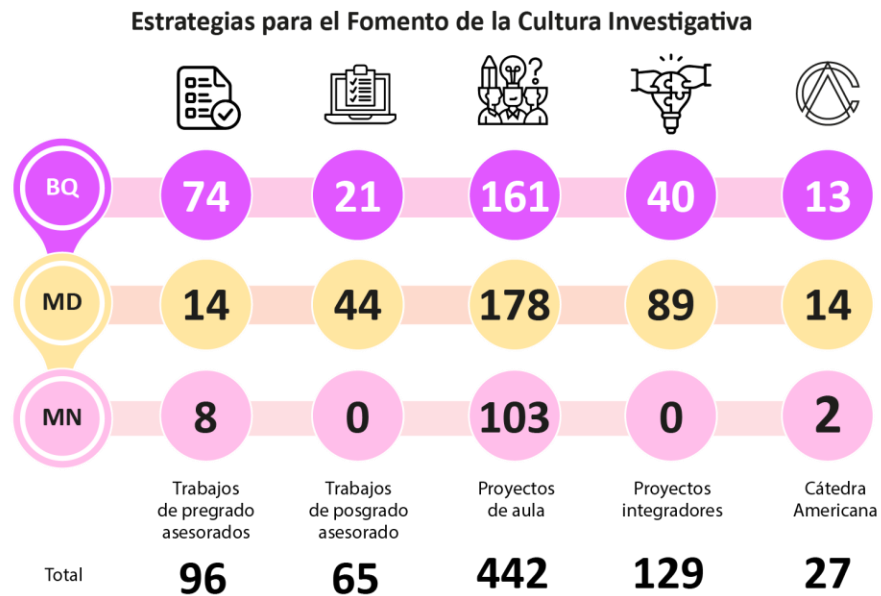 Estrategias para el Fomento de la Cultura Investigativa
BQ 74 21 161 40 13
MD 14 44 178 89 14
MN 8 0 103 0 2
Trabajos de pregrado asesorados
Trabajos de posgrado asesorado
Proyectos de aula
Proyectos integradores
Cátedra Americana
Total 96 65 442 129 27